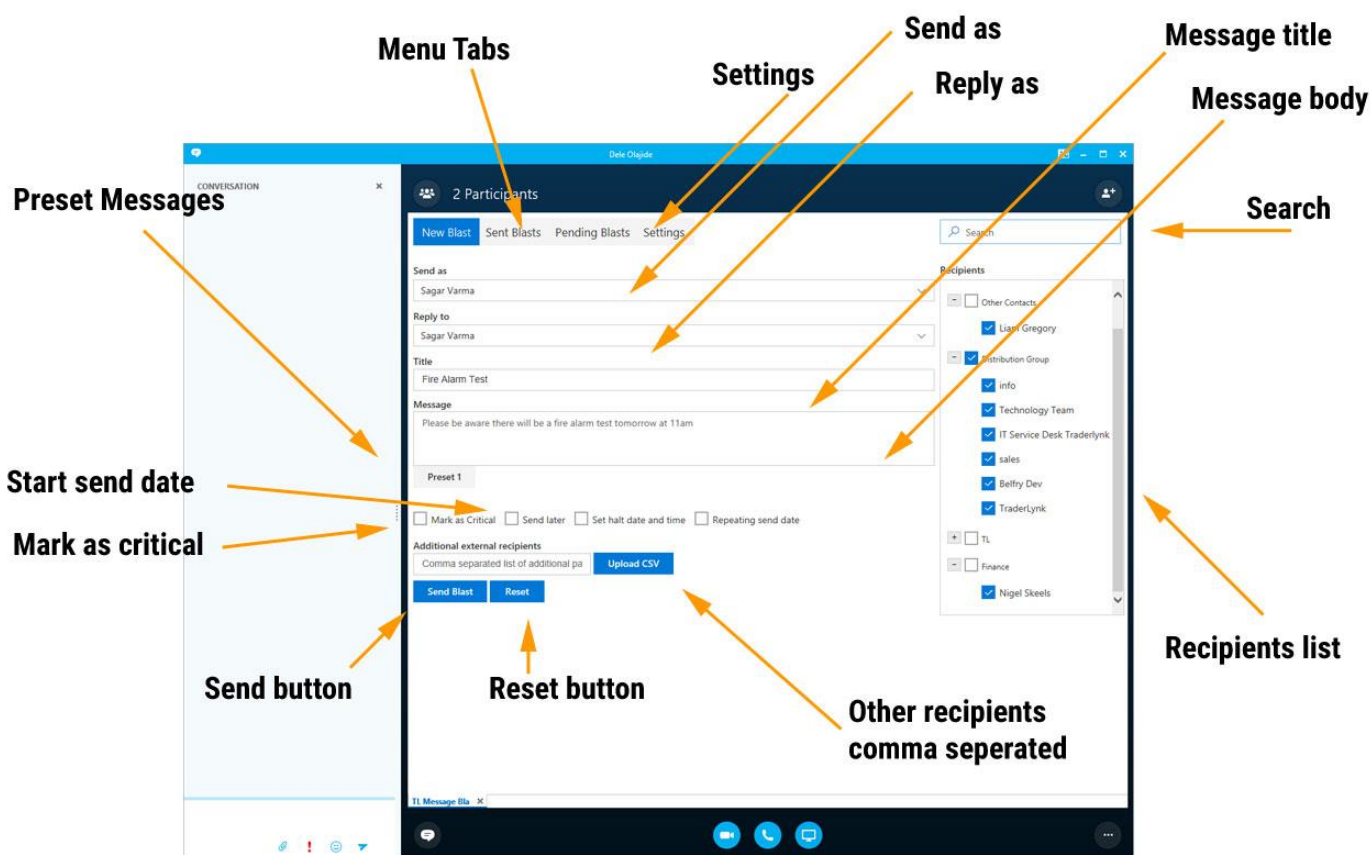 Send as
Message title
Menu Tabs
Settings
Reply as
Message body
Dele Olajide
CONVERSATION
2 Participants
Preset Messages
Search
New Blast Sent Blasts Pending Blasts Settings
Search
Send as
Recipients
Sagar Varma
Other Contacts
Reply to
Liam Gregory
Sagar Varma
Title
Distribution Group
Fire Alarm Test
info
Message
Technology Team
Please be aware there will be a fire alarm test tomorrow at 11am
IT Service Desk Traderlynk
sales
Preset 1
Belfry Dev
Start send date
TraderLynk
Mark as Critical Send later Set halt date and time Repeating send date
Mark as critical
TL
Additional external recipients
Finance
Comma separated list of additional pa Upload CSV
Send Blast Reset
Nigel Skeels
Recipients list
Send button
Reset button
Other recipients
comma seperated
TL Message Bla